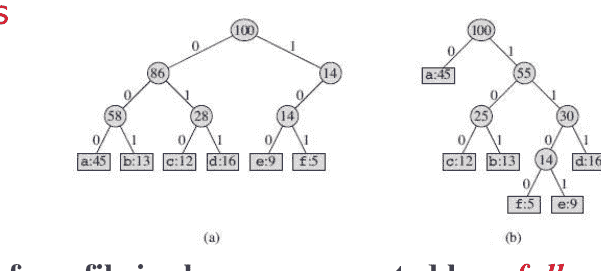 s
100
0 1 100
86 14 0 1
a:45 55
0 1 0 0 1
58 28 14 25 30
0 1 0 1 0 1 0 1 0 1
a:45 b:13 c:12 d:16 e:9 f:5 c:12 b:13 14 d:16
0 1
f:5 e:9
(a) (b)